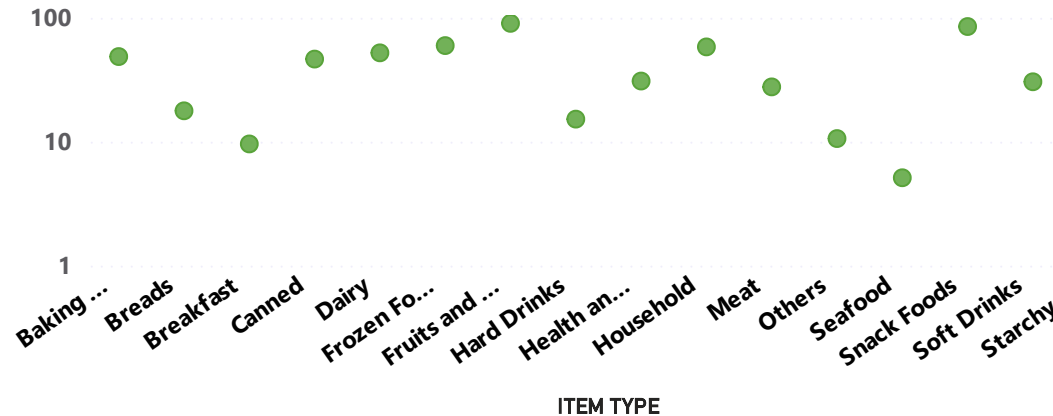 100
10
1
Baking ...
Breads
Breakfast
Canned
Dairy
Frozen Fo...
Fruits and ...
Hard Drinks
Health an...
Household
Meat
Others
Seafood
Snack Foods
Soft Drinks
Starchy
ITEM TYPE